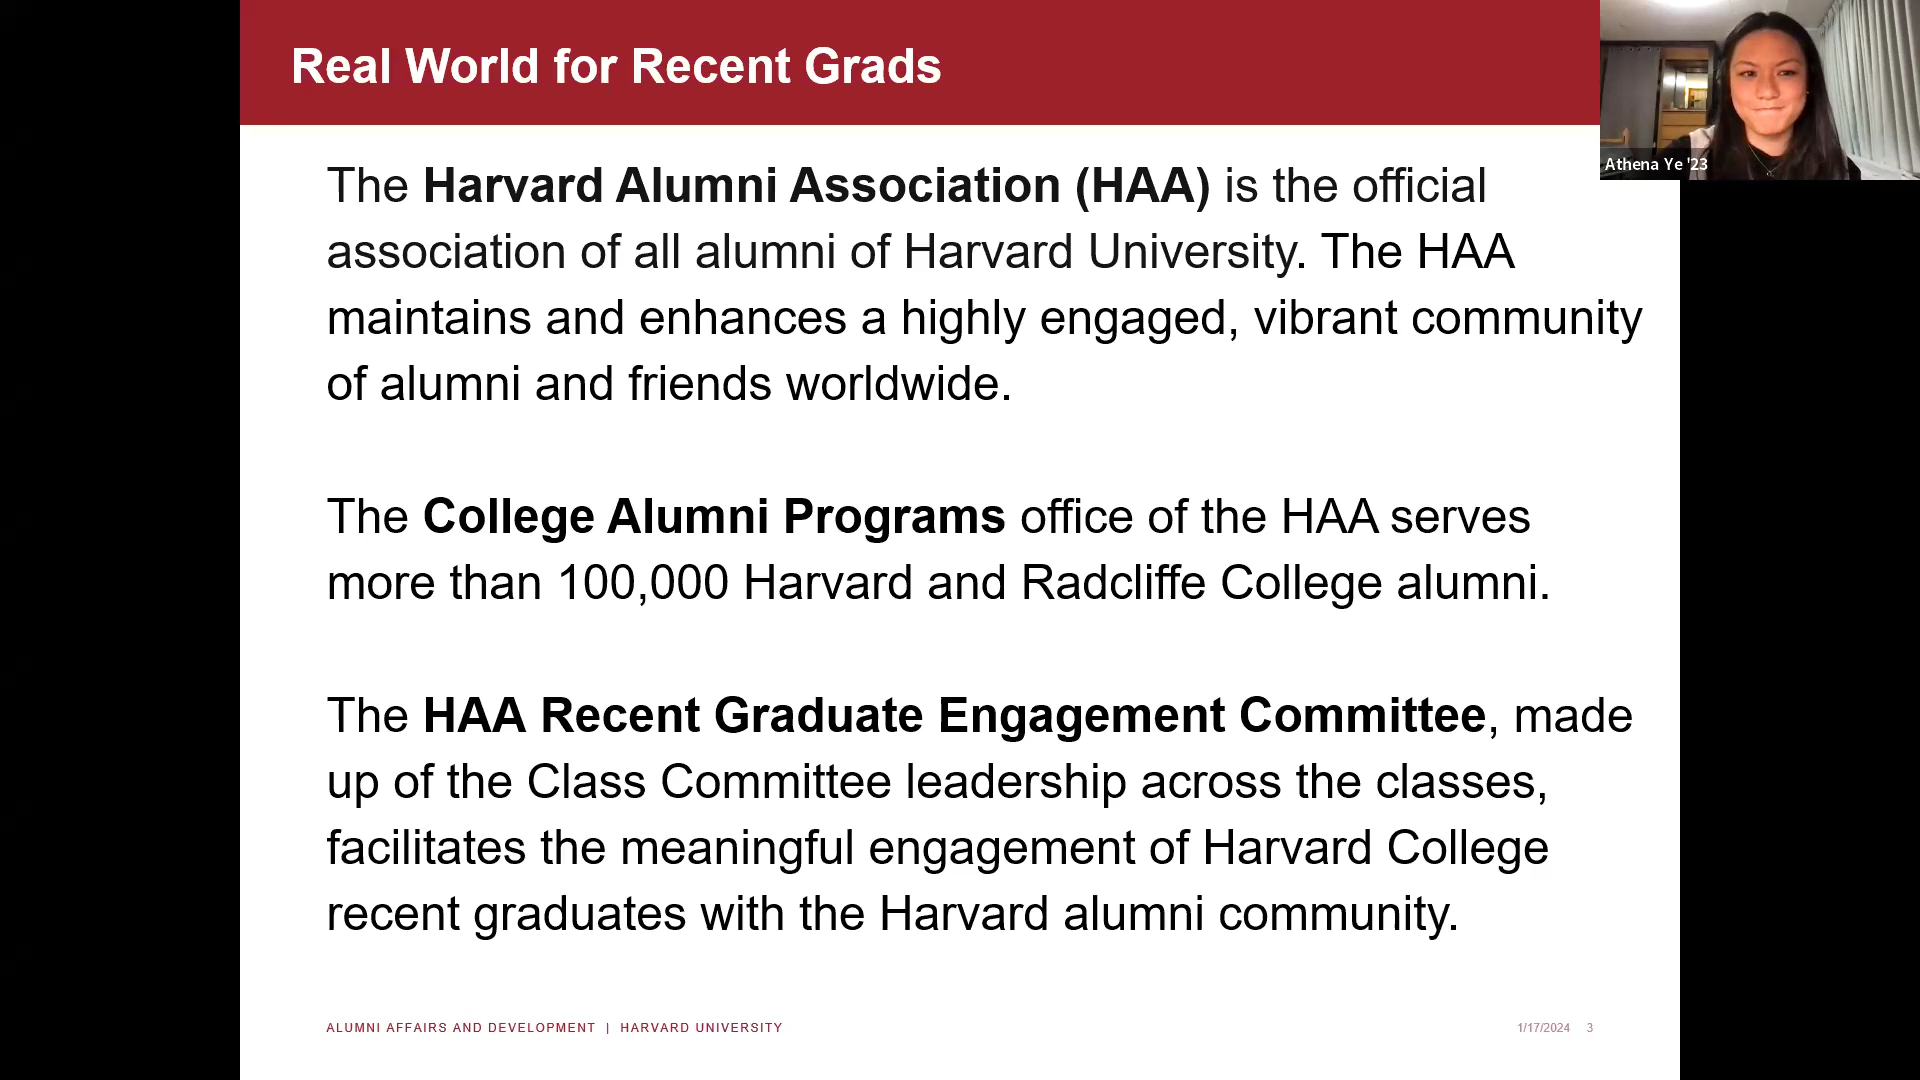 Real World for Recent Grads
Athena Ye '23
The Harvard Alumni Association (HAA) is the official
association of all alumni of Harvard University. The HAA
maintains and enhances a highly engaged, vibrant community
of alumni and friends worldwide.
The College Alumni Programs office of the HAA serves
more than 100,000 Harvard and Radcliffe College alumni.
The HAA Recent Graduate Engagement Committee, made
up of the Class Committee leadership across the classes,
facilitates the meaningful engagement of Harvard College
recent graduates with the Harvard alumni community.
ALUMNI AFFAIRS AND DEVELOPMENT | HARVARD UNIVERSITY
1/17/2024 3